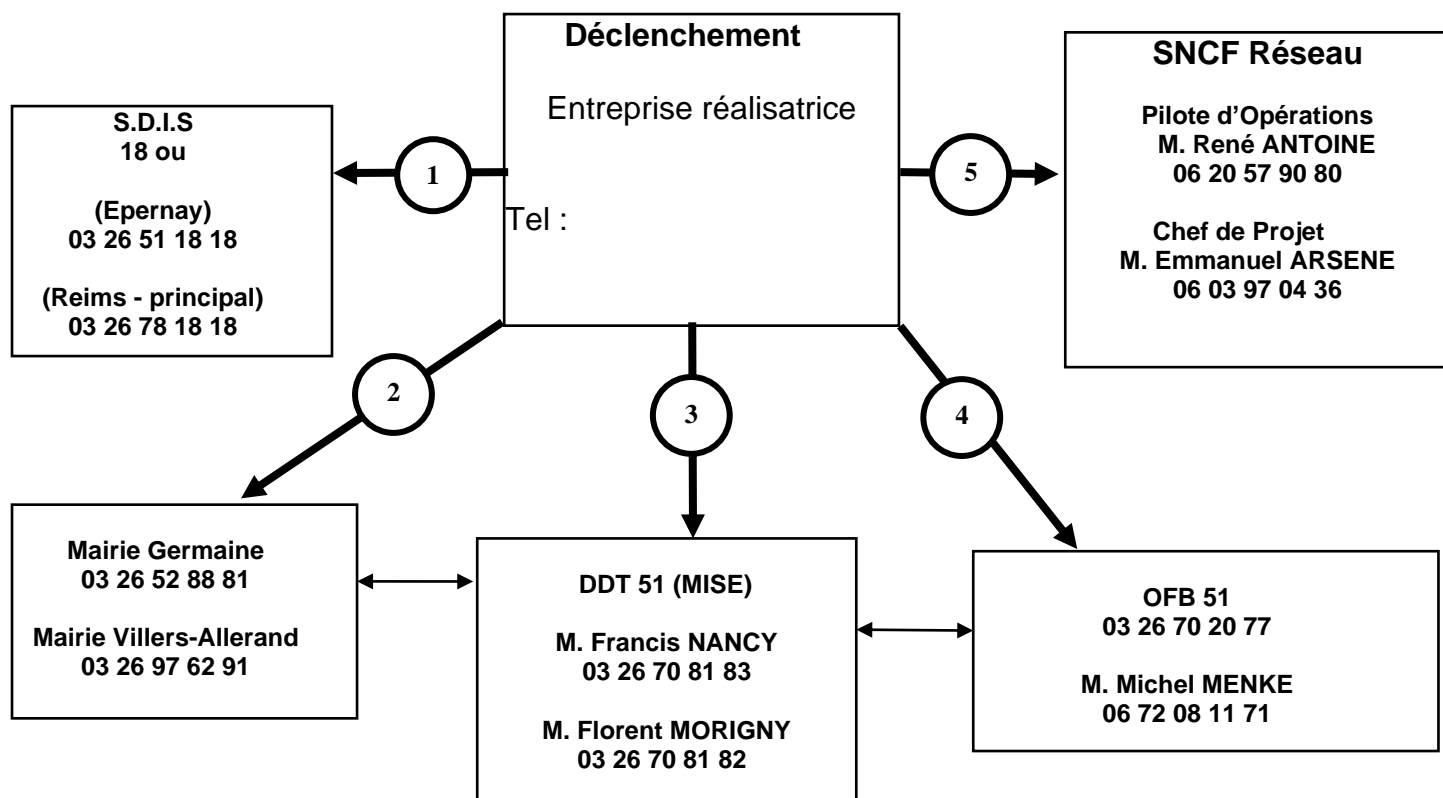 Déclenchement
Entreprise réalisatrice
Tel :
1
S.D.I.S
18 ou
(Epernay)
03 26 51 18 18
(Reims - principal)
03 26 78 18 18
2
Mairie Germaine
03 26 52 88 81
Mairie Villers-Allerand
03 26 97 62 91
3
DDT 51 (MISE)
M. Francis NANCY
03 26 70 81 83
M. Florent MORIGNY
03 26 70 81 82
4
OFB 51
03 26 70 20 77
M. Michel MENKE
06 72 08 11 71
5
SNCF Réseau
Pilote d’Opérations
M. René ANTOINE
06 20 57 90 80
Chef de Projet
M. Emmanuel ARSENE
06 03 97 04 36